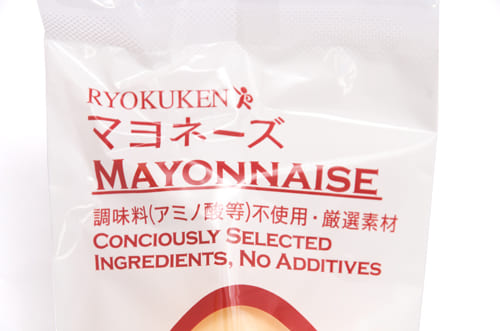 RYOKUKEN
マヨネーズ
MAYONNAISE
調味料(アミノ酸等)不使用・厳選素材
CONCIOUSLY SELECTED
INGREDIENTS, NO ADDITIVES